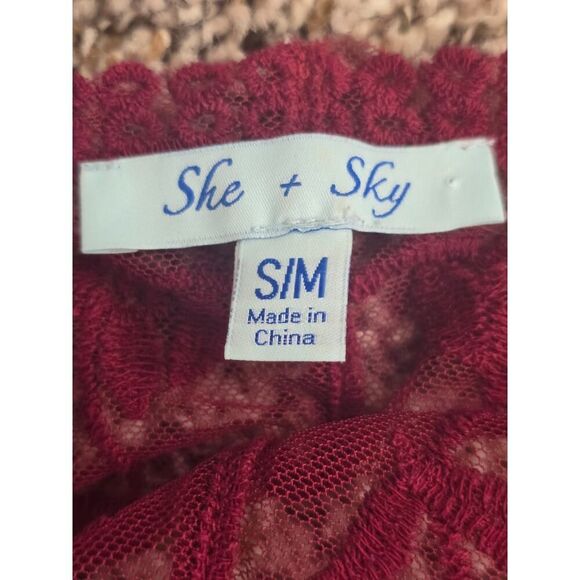 She + Sky
S/M
Made in
China